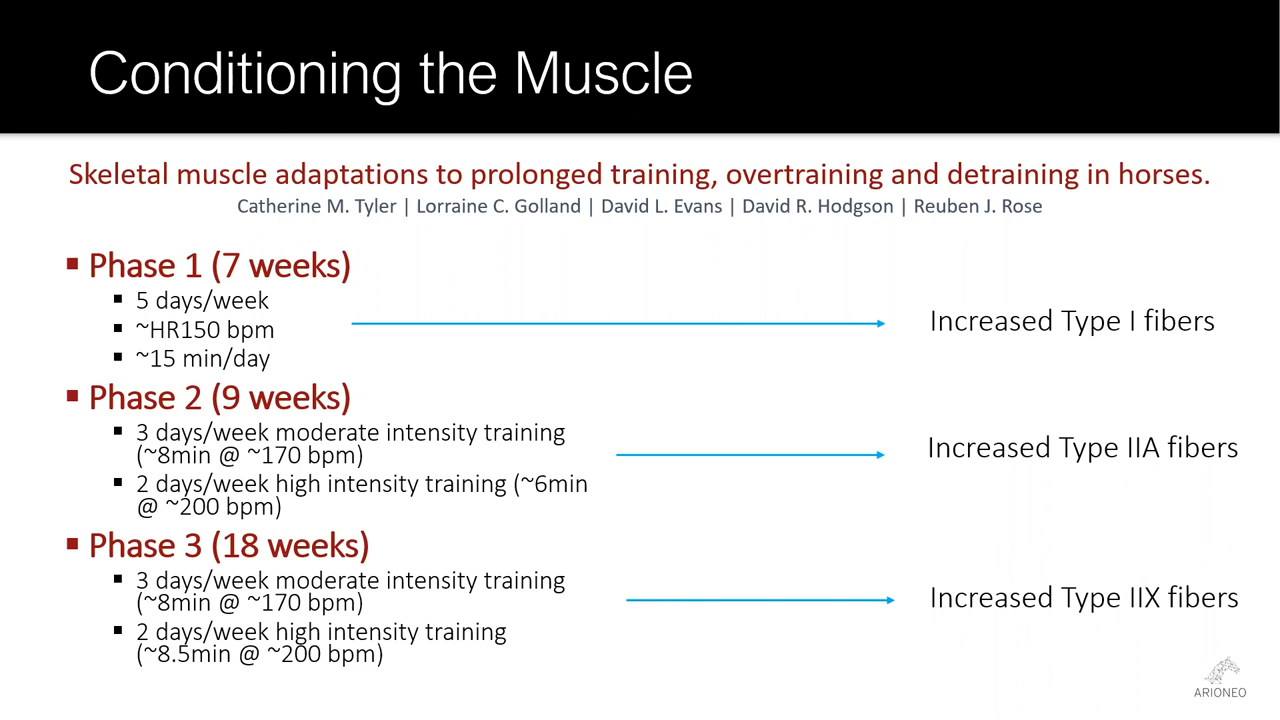 Conditioning the Muscle
Skeletal muscle adaptations to prolonged training, overtraining and detraining in horses.
Catherine M. Tyler | Lorraine C. Golland | David L. Evans | David R. Hodgson | Reuben J. Rose
▪ Phase 1 (7 weeks)
▪ 5 days/week
▪ ~HR150 bpm
▪ ~15 min/day
Increased Type I fibers
▪ Phase 2 (9 weeks)
▪ 3 days/week moderate intensity training
(~8min @ ~170 bpm)
▪ 2 days/week high intensity training (~6min
@ ~200 bpm)
Increased Type IIA fibers
▪ Phase 3 (18 weeks)
▪ 3 days/week moderate intensity training
(~8min @ ~170 bpm)
▪ 2 days/week high intensity training
(~8.5min @ ~200 bpm)
Increased Type IIX fibers
ARIONEO